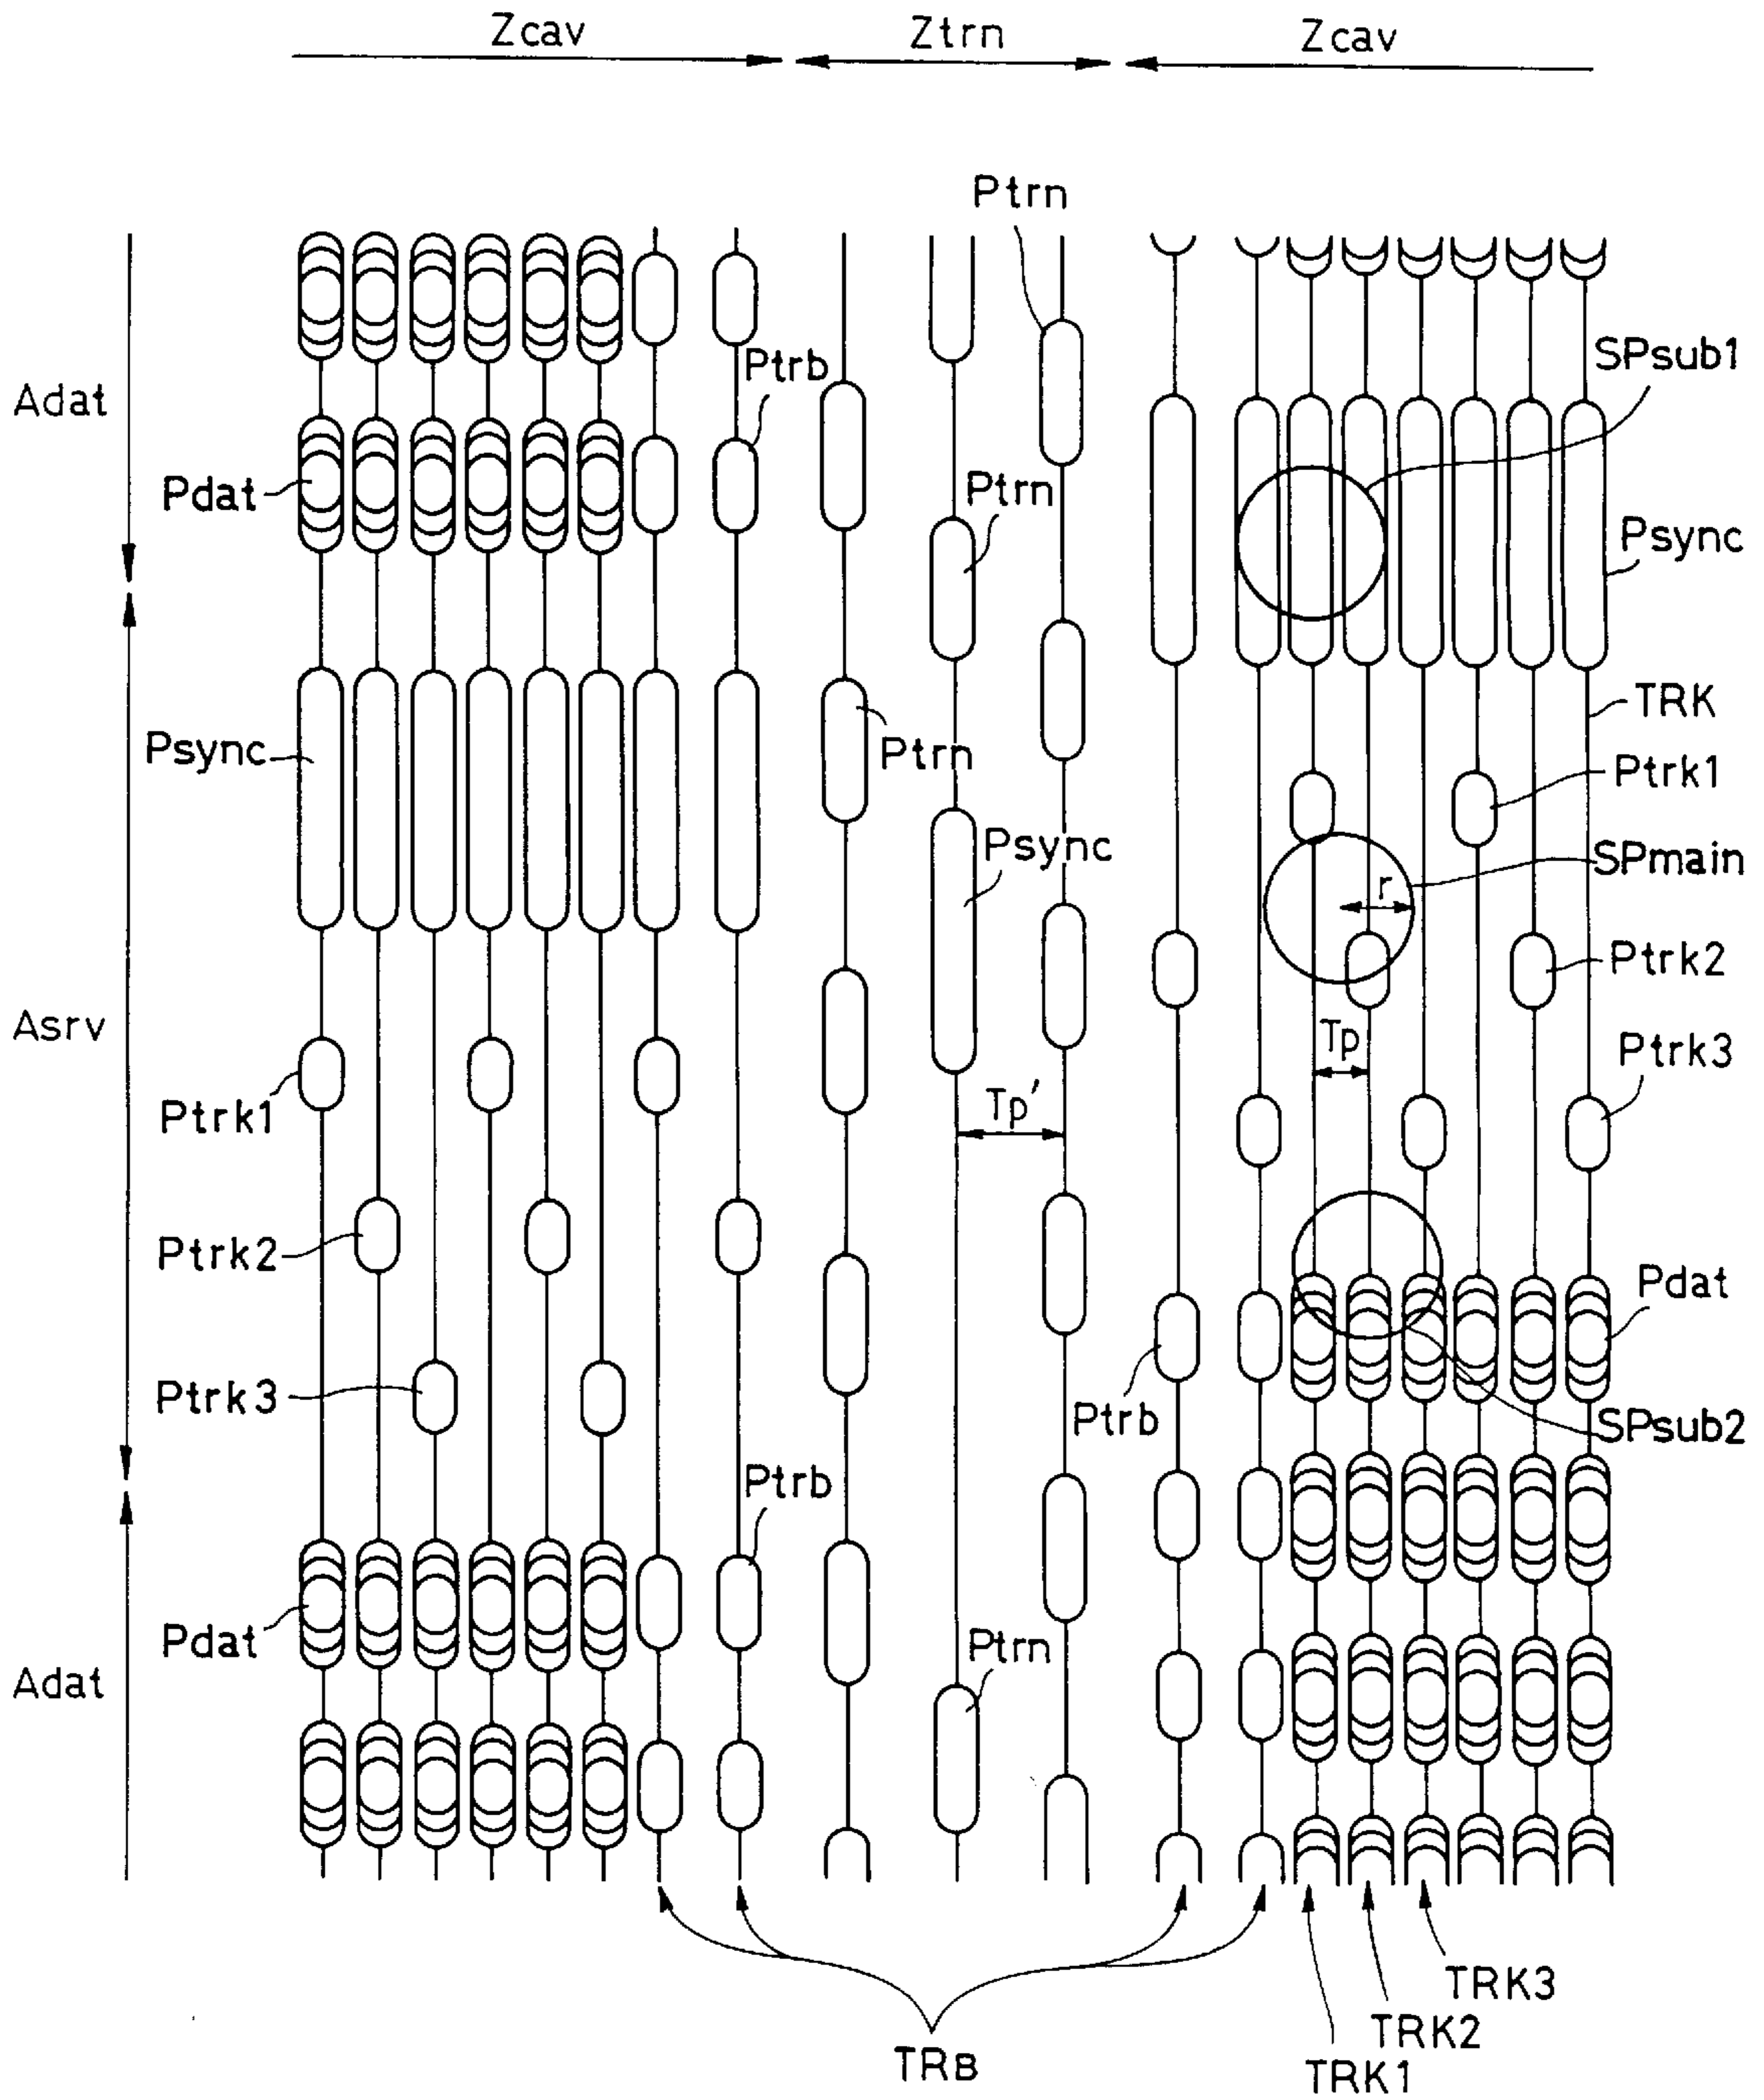 Zcav
Ztrn
Zcav
Ptrn
SPsub1
Ptrb
Adat
Pdat
Ptrn
Psync
TRK
Psync
Ptrn
Ptrk1
Psync
SPmain
r
Ptrk2
Asrv
Tp
Ptrk3
Tp'
Ptrk1
Ptrk2
Pdat
Ptrk3
Ptrb
SPsub2
Ptrb
Pdat
Ptrn
Adat
TRK3
TRK2
TRB
TRK1